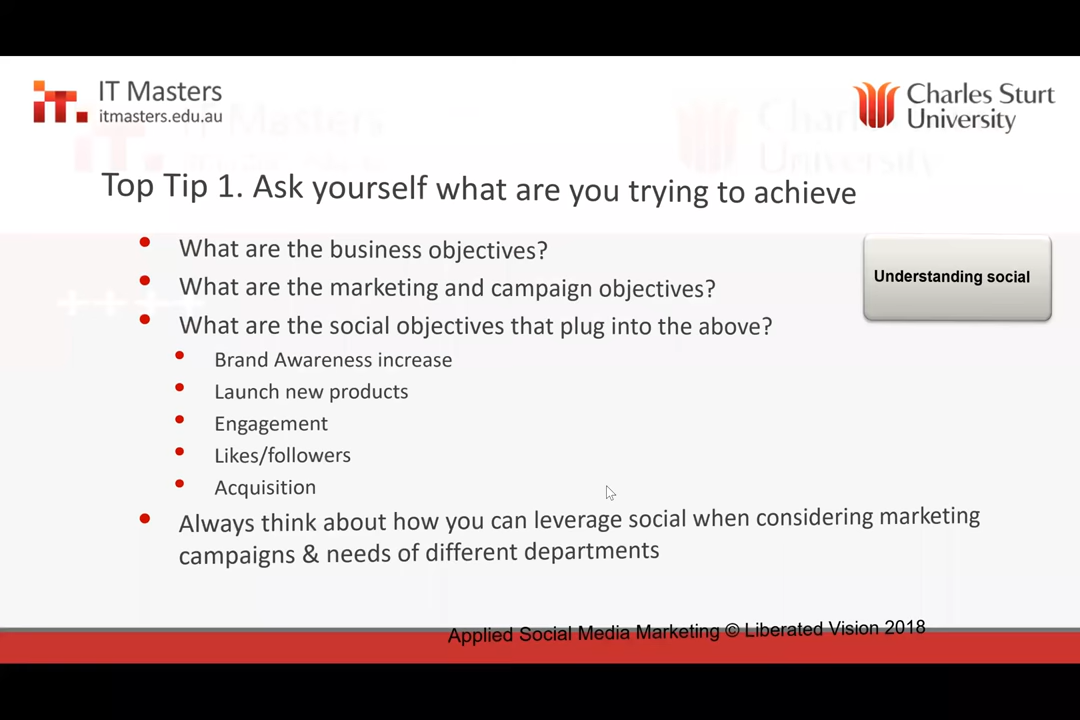 IT Masters
itmasters.edu.au
Charles Sturt
University
Top Tip 1. Ask yourself what are you trying to achieve
• What are the business objectives?
• What are the marketing and campaign objectives?
• What are the social objectives that plug into the above?
• Brand Awareness increase
• Launch new products
• Engagement
• Likes/followers
• Acquisition
• Always think about how you can leverage social when considering marketing
campaigns & needs of different departments
Understanding social
Applied Social Media Marketing © Liberated Vision 2018